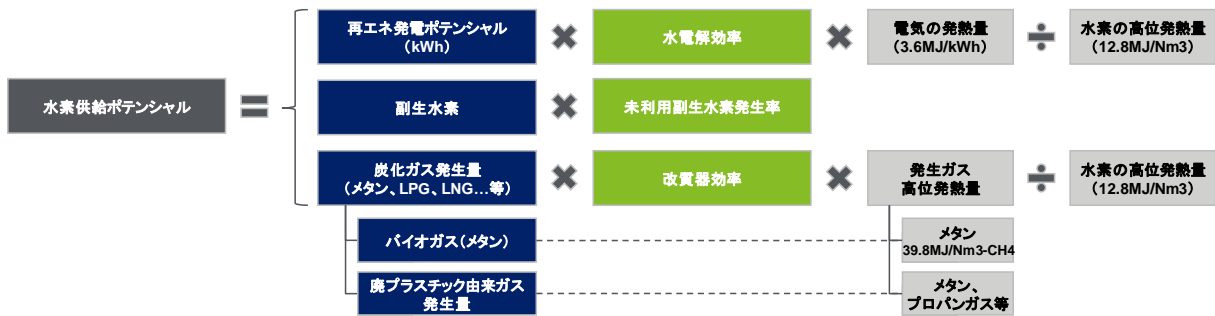 再エネ発電ポテンシャル
（kWh）
水電解効率
電気の発熱量
（3.6MJ/kWh）
水素の高位発熱量
（12.8MJ/Nm3）
水素供給ポテンシャル
副生水素
未利用副生水素発生率
炭化ガス発生量
（メタン、LPG、LNG…等）
改質器効率
発生ガス
高位発熱量
水素の高位発熱量
（12.8MJ/Nm3）
バイオガス（メタン）
メタン
39.8MJ/Nm3-CH4
廃プラスチック由来ガス
発生量
メタン、
プロパンガス等